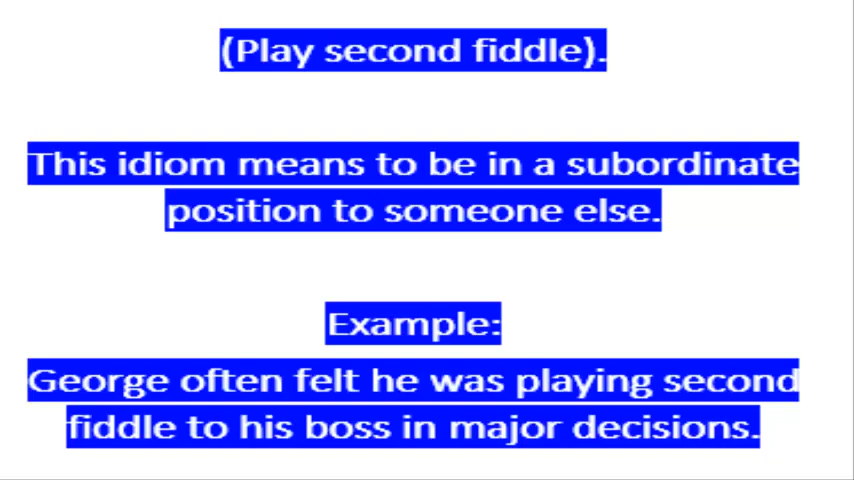 (Play second fiddle).
This idiom means to be in a subordinate
position to someone else.
Example:
George often felt he was playing second
fiddle to his boss in major decisions.